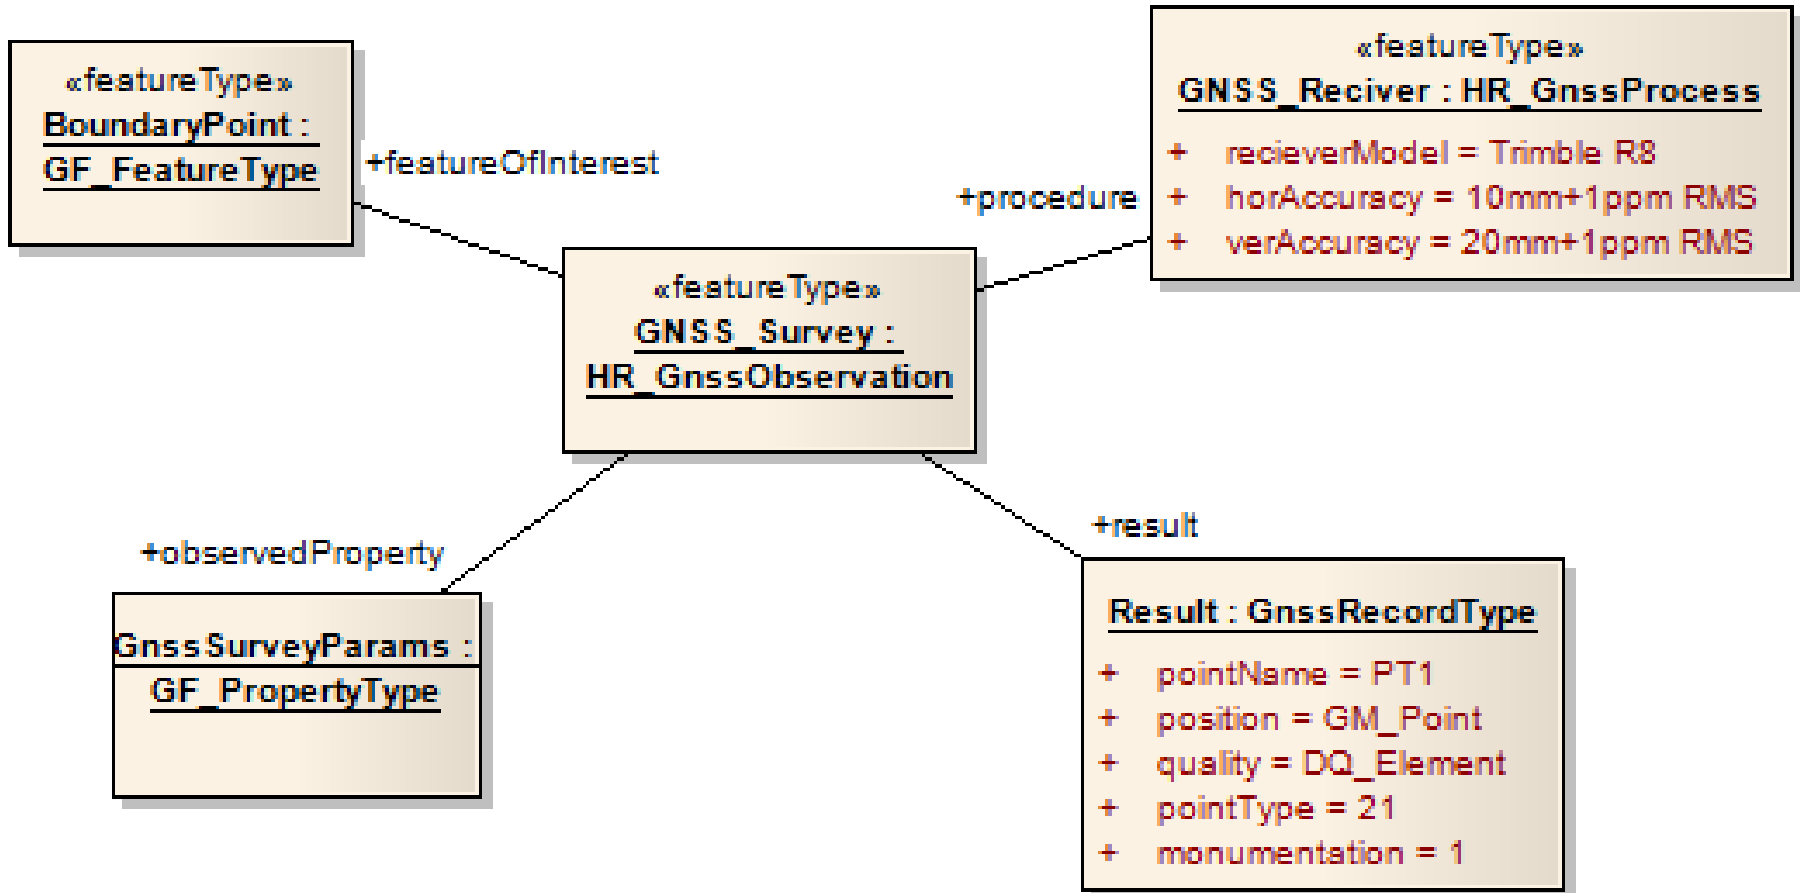 «featureType»
BoundaryPoint :
GF_FeatureType
+featureOfInterest
«featureType»
GNSS_Reciver : HR_GnssProcess
+ recieverModel = Trimble R8
+ horAccuracy = 10mm+1ppm RMS
+ verAccuracy = 20mm+1ppm RMS
+procedure
«featureType»
GNSS_Survey :
HR_GnssObservation
+observedProperty
GnssSurveyParams :
GF_PropertyType
+result
Result : GnssRecordType
+ pointName = PT1
+ position = GM_Point
+ quality = DQ_Element
+ pointType = 21
+ monumentation = 1